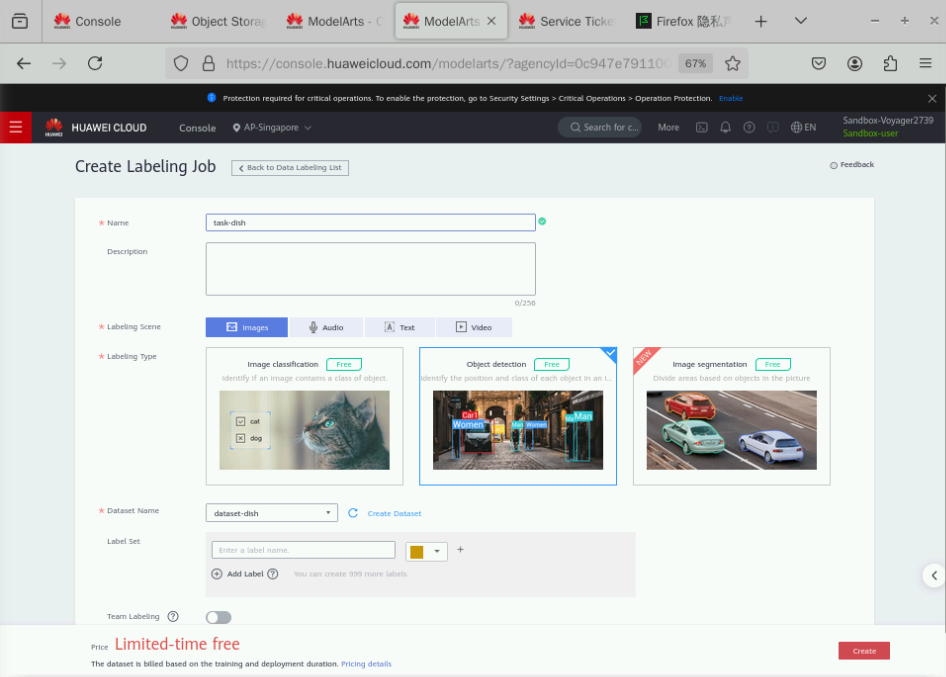 Console
Object Storag
ModelArts - C
ModelArts
Service Ticke
Firefox 隐私声
https://console.huaweicloud.com/modelarts/?agencyId=0c947e79110
67%
Protection required for critical operations. To enable the protection, go to Security Settings > Critical Operations > Operation Protection. Enable
HUAWEI
HUAWEI CLOUD
Console
AP-Singapore
Search for c...
More
EN
Sandbox-Voyager2739
Sandbox-user
Create Labeling Job
Back to Data Labeling List
Feedback
* Name
task-dish
Description
0/256
* Labeling Scene
Images
Audio
Text
Video
* Labeling Type
Image classification Free
Identify if an image contains a class of object.
cat
dog
Object detection Free
Identify the position and class of each object in an i...
Car1
Women
Man
Women
Man
NEW
Image segmentation Free
Divide areas based on objects in the picture
* Dataset Name
dataset-dish
Create Dataset
Label Set
Enter a label name.
Add Label
You can create 999 more labels.
Team Labeling
Price Limited-time free
The dataset is billed based on the training and deployment duration. Pricing details
Create